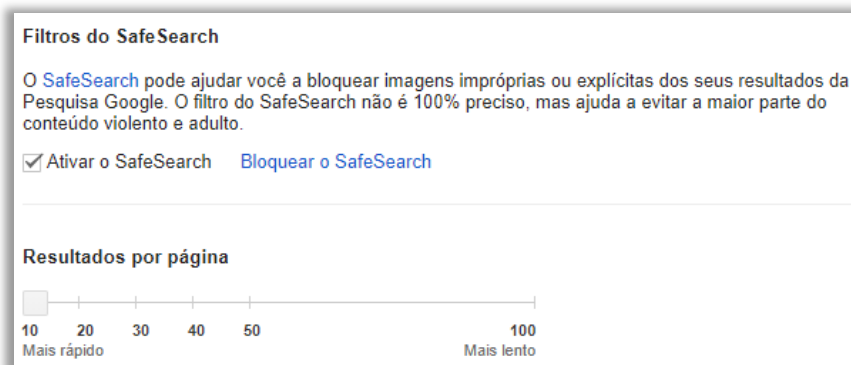 Filtros do SafeSearch
O SafeSearch pode ajudar você a bloquear imagens impróprias ou explícitas dos seus resultados da
Pesquisa Google. O filtro do SafeSearch não é 100% preciso, mas ajuda a evitar a maior parte do
conteúdo violento e adulto.
Ativar o SafeSearch Bloquear o SafeSearch
Resultados por página
10 20 30 40 50 100
Mais rápido Mais lento